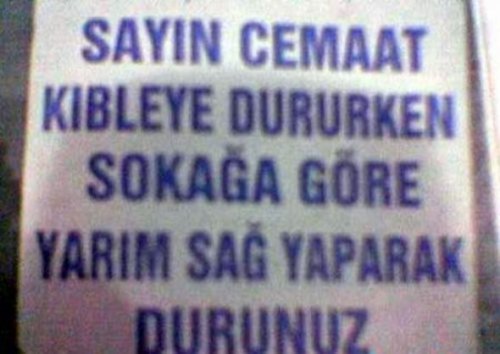 SAYIN CEMAAT
KIBLEYE DURURKEN
SOKAĞA GÖRE
YARIM SAĞ YAPARAK
DURUNUZ